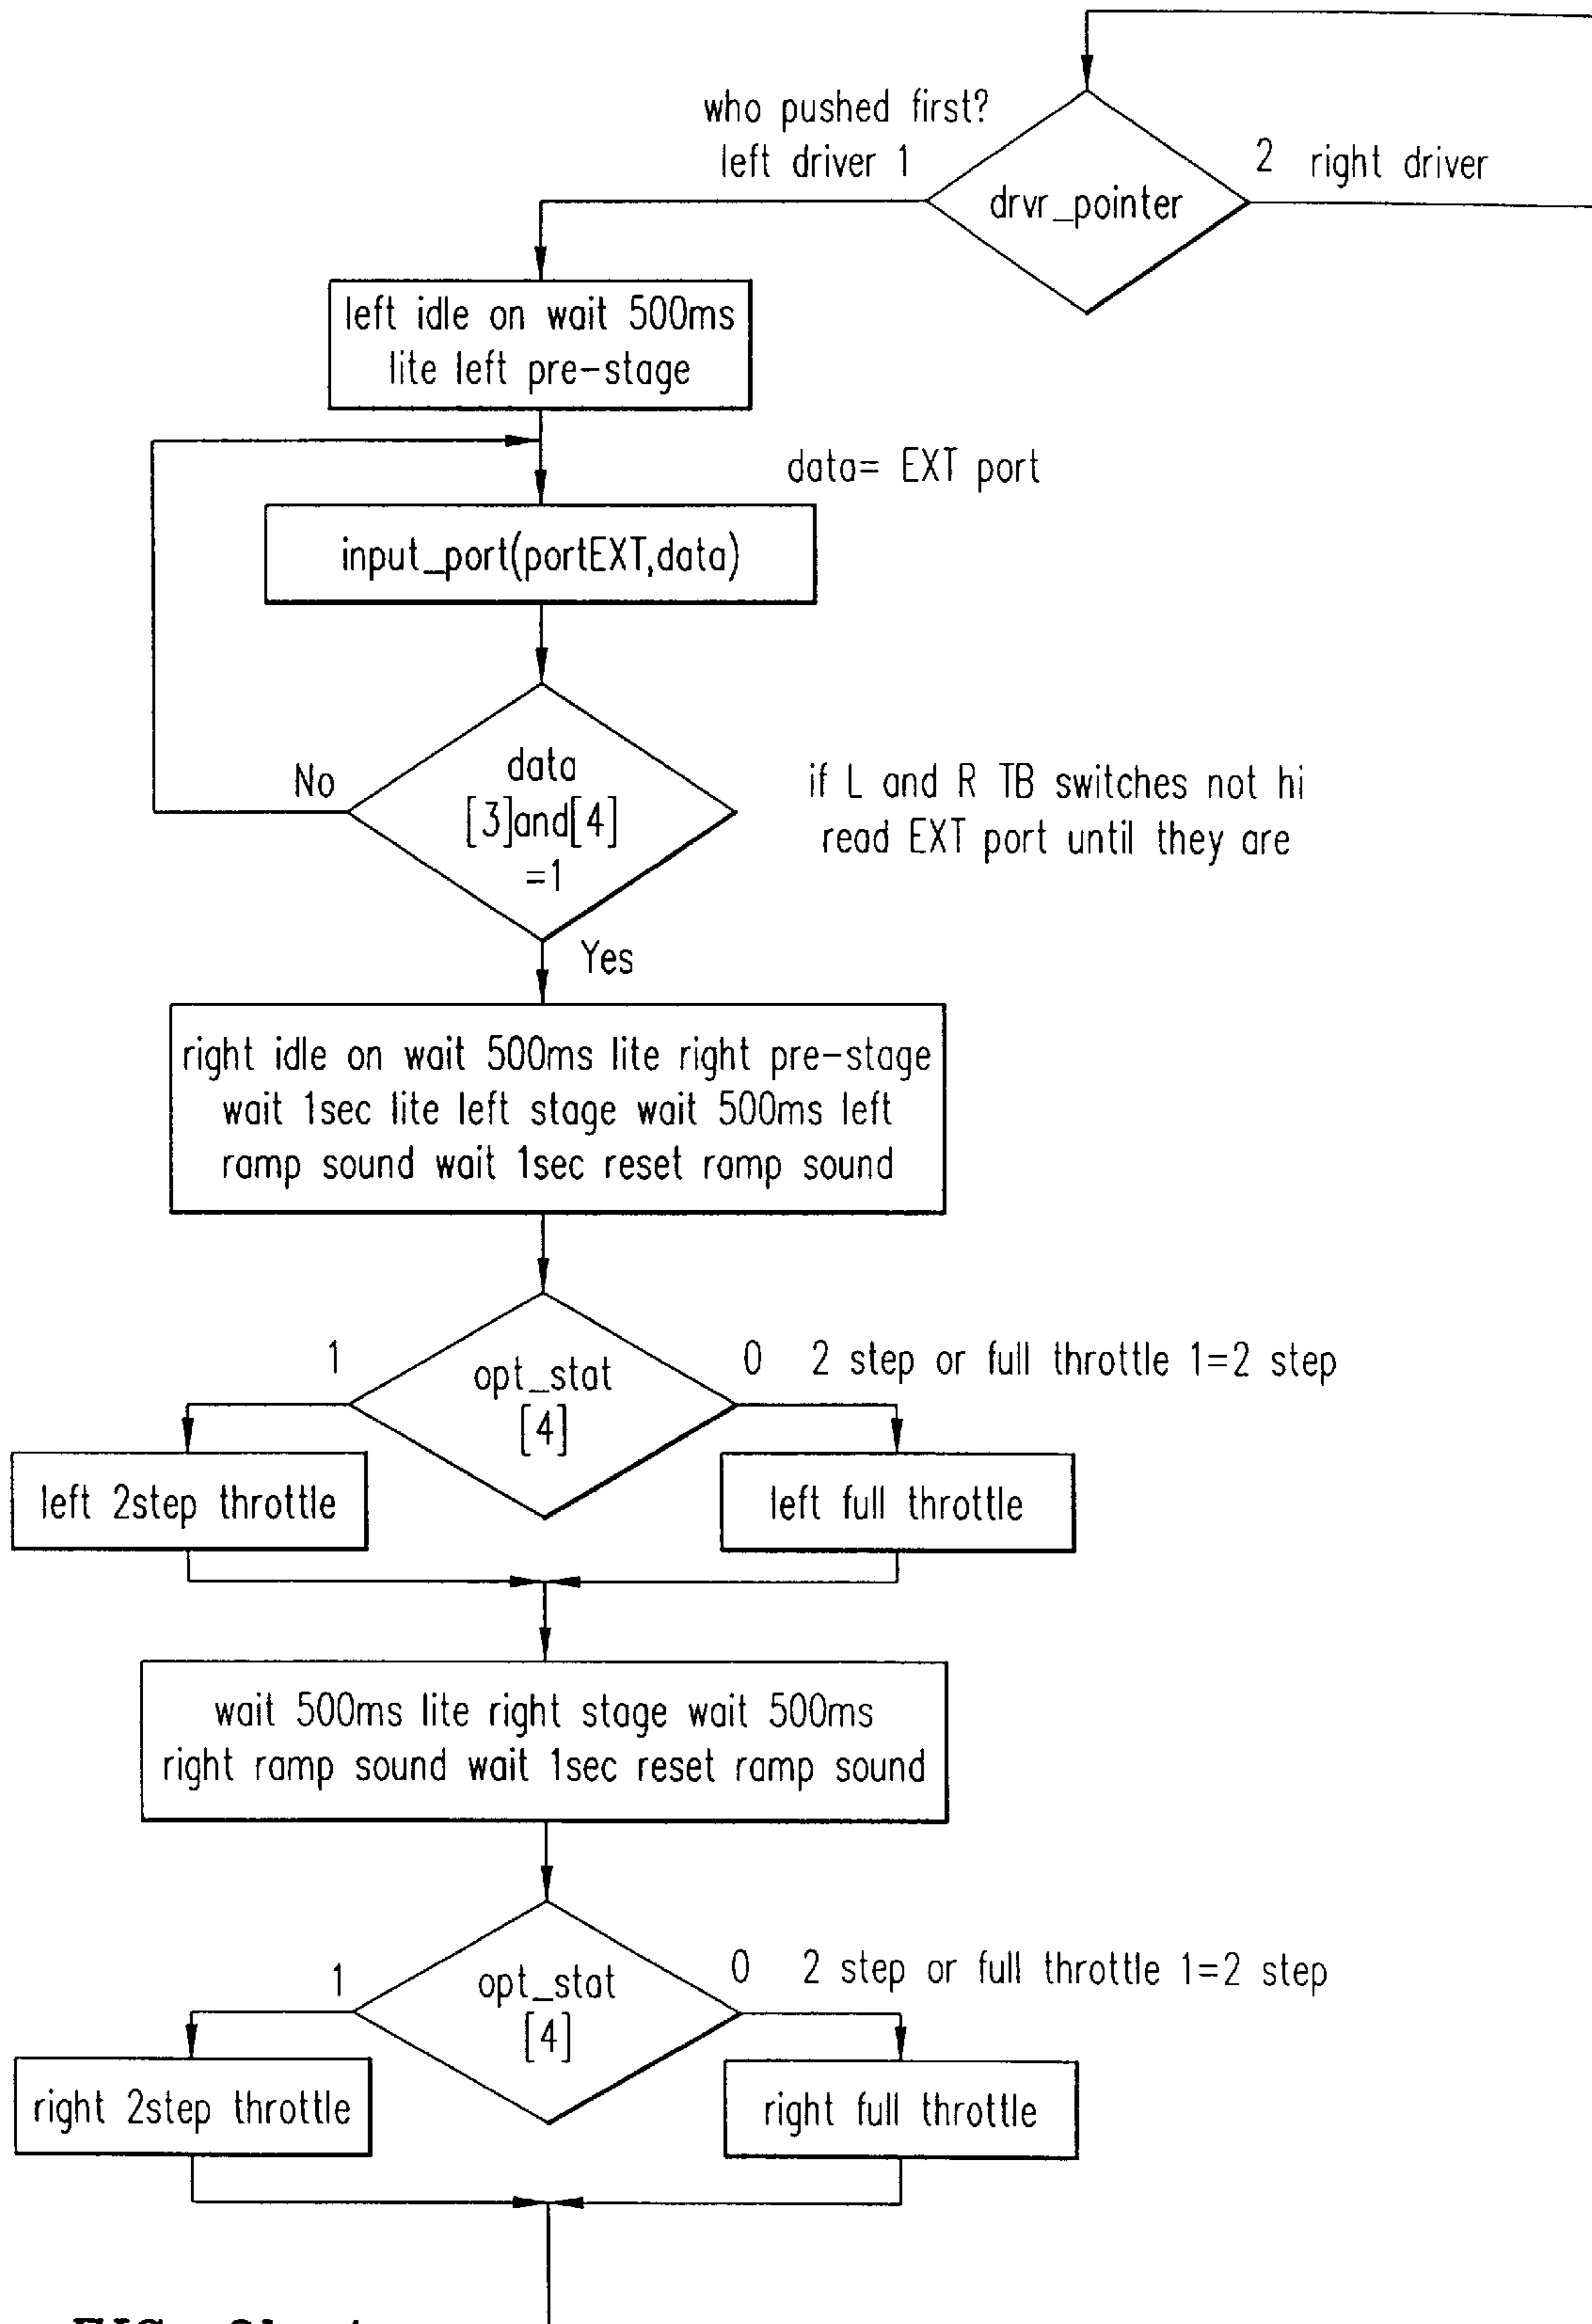 who pushed first?
left driver 1
2 right driver
drvr_pointer
left idle on wait 500ms
lite left pre-stage
data= EXT port
input_port(portEXT,data)
No
data
[3]and[4]
=1
if L and R TB switches not hi
read EXT port until they are
Yes
right idle on wait 500ms lite right pre-stage
wait 1sec lite left stage wait 500ms left
ramp sound wait 1sec reset ramp sound
1
opt_stat
[4]
0 2 step or full throttle 1=2 step
left 2step throttle
left full throttle
wait 500ms lite right stage wait 500ms
right ramp sound wait 1sec reset ramp sound
1
opt_stat
[4]
0 2 step or full throttle 1=2 step
right 2step throttle
right full throttle